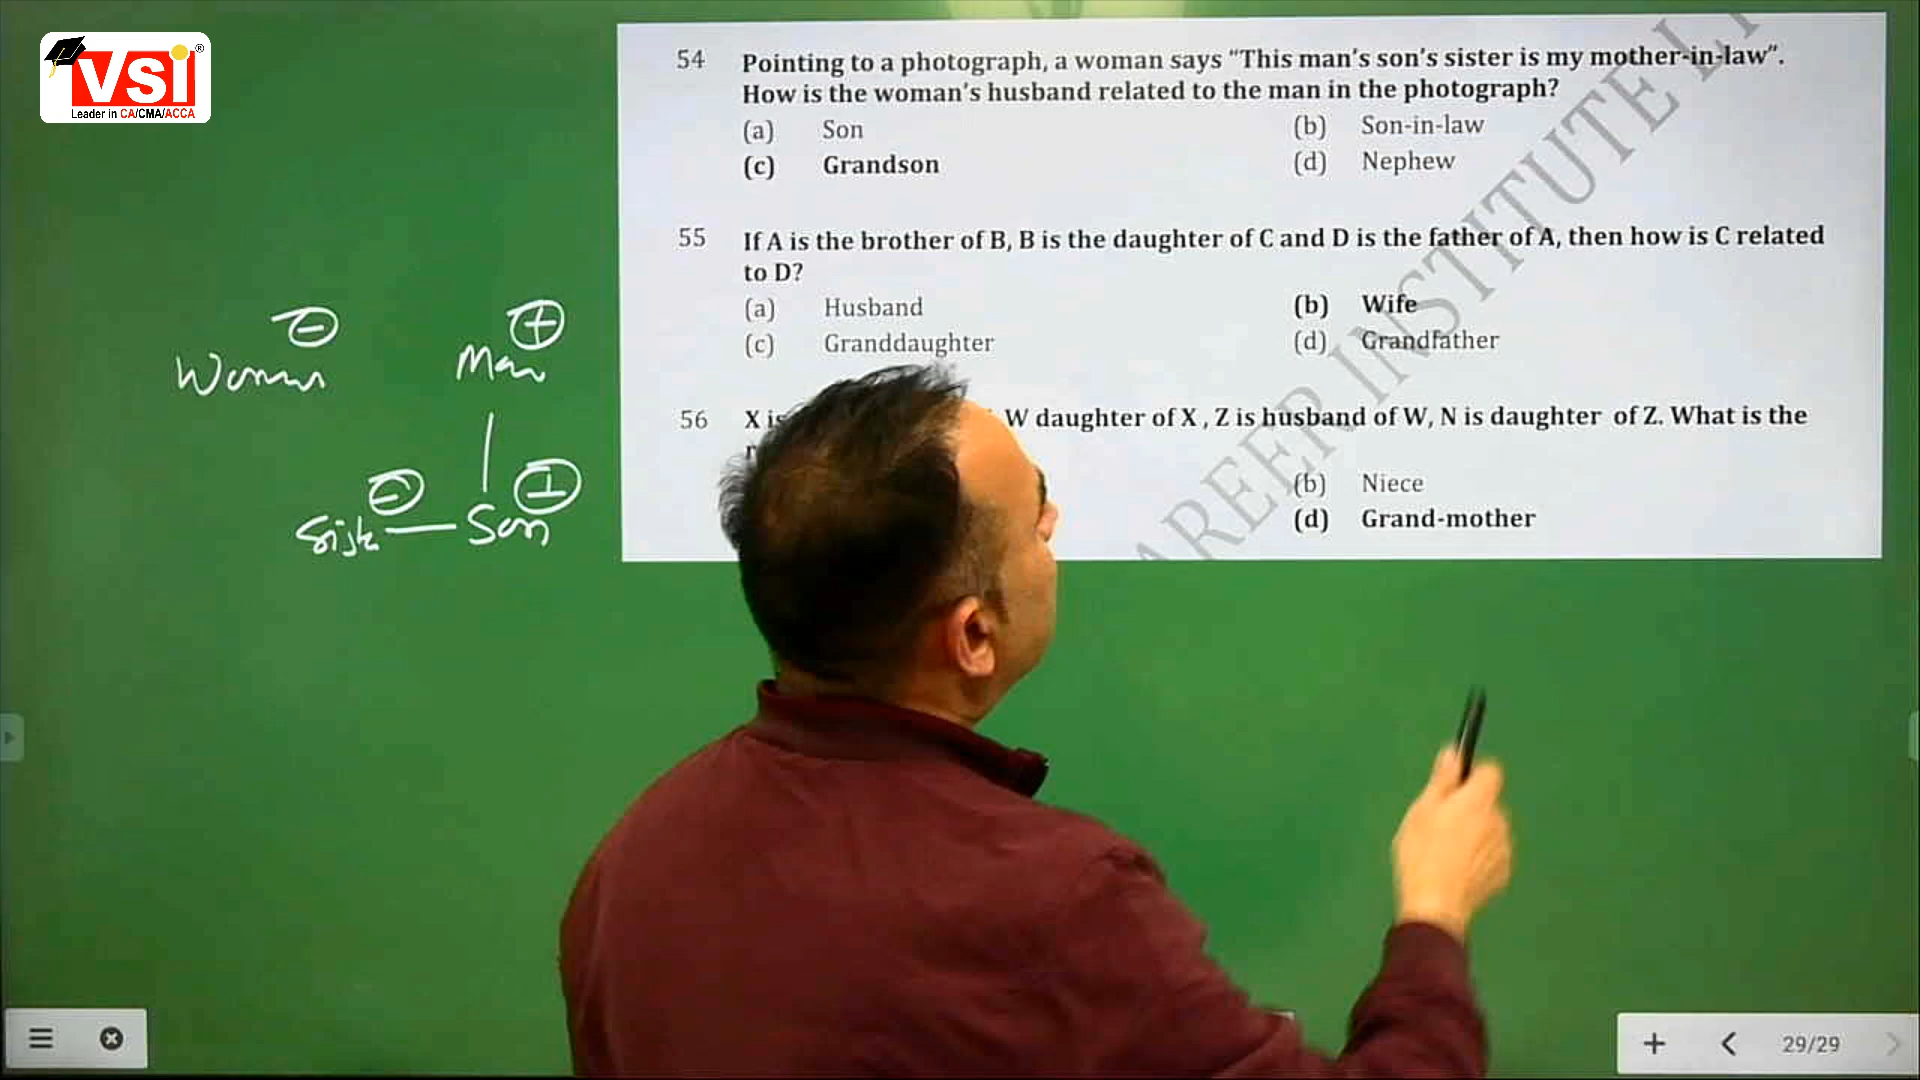 VSI ®
Leader in CA/CMA/ACCA
54 Pointing to a photograph, a woman says "This man's son's sister is my mother-in-law".
How is the woman's husband related to the man in the photograph?
(a) Son (b) Son-in-law
(c) Grandson (d) Nephew
55 If A is the brother of B, B is the daughter of C and D is the father of A, then how is C related
to D?
(a) Husband (b) Wife
(c) Granddaughter (d) Grandfather
56 X is W daughter of X , Z is husband of W, N is daughter of Z. What is the
(b) Niece
(d) Grand-mother
CAREER INSTITUTE
Woman Man
Son
29/29